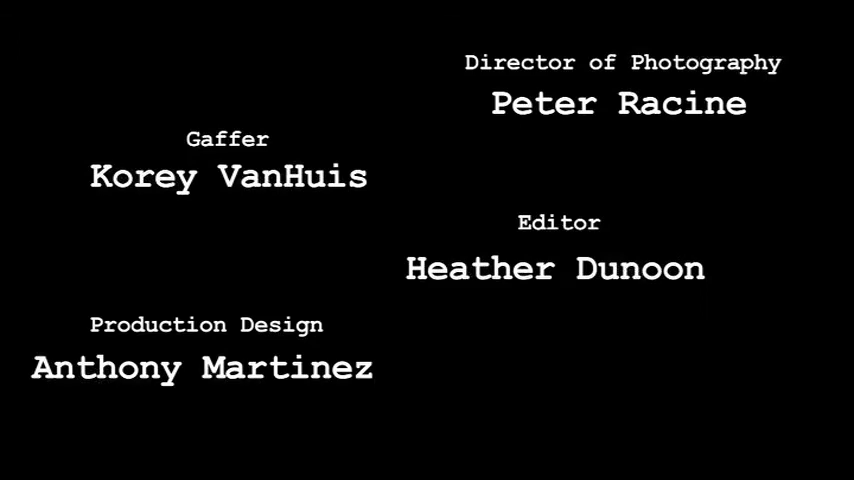 Director of Photography
Peter Racine
Gaffer
Korey VanHuis
Editor
Heather Dunoon
Production Design
Anthony Martinez